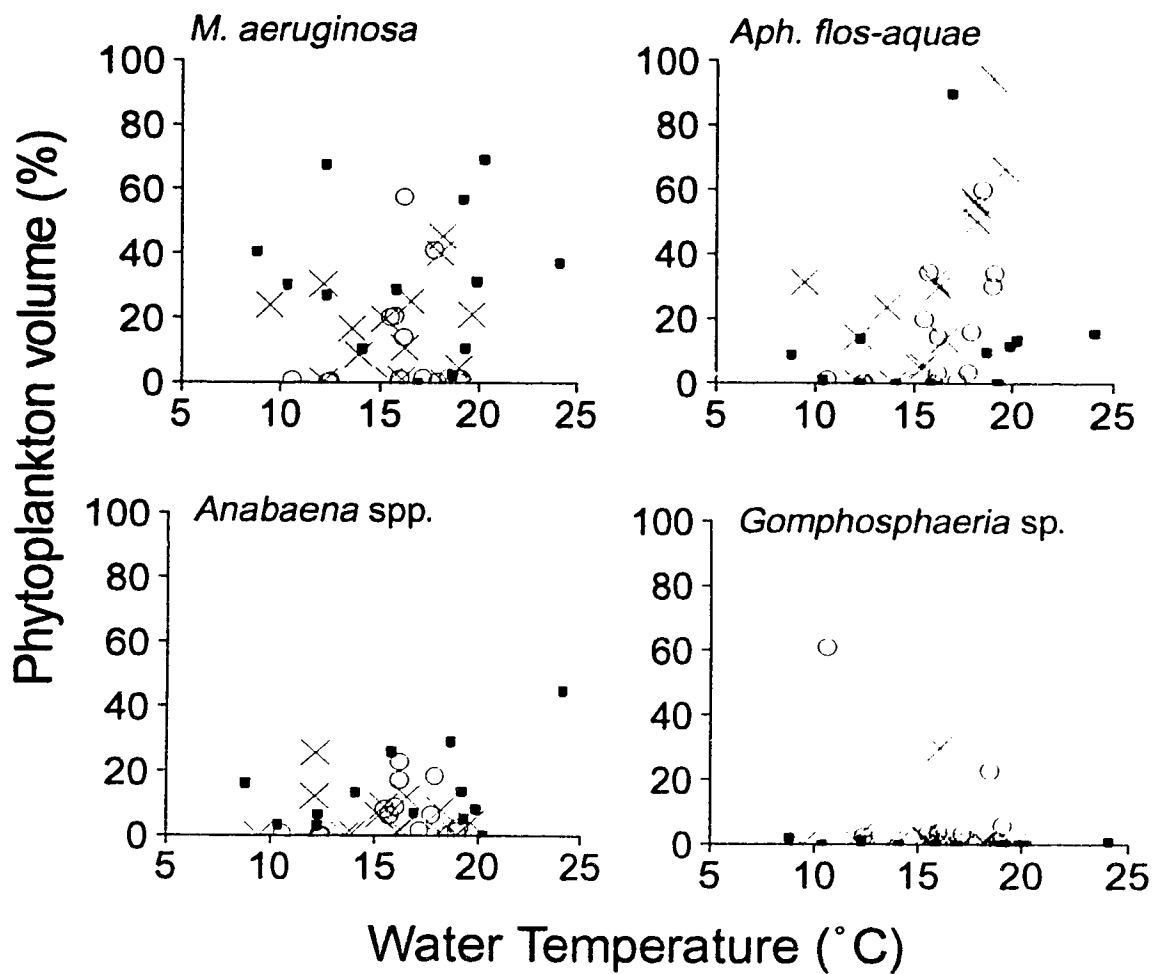 M. aeruginosa
Aph. flos-aquae
Phytoplankton volume (%)
100
80
60
40
20
0
5 10 15 20 25
100
80
60
40
20
0
5 10 15 20 25
Anabaena spp.
Gomphosphaeria sp.
100
80
60
40
20
0
5 10 15 20 25
100
80
60
40
20
0
5 10 15 20 25
Water Temperature (˚C)